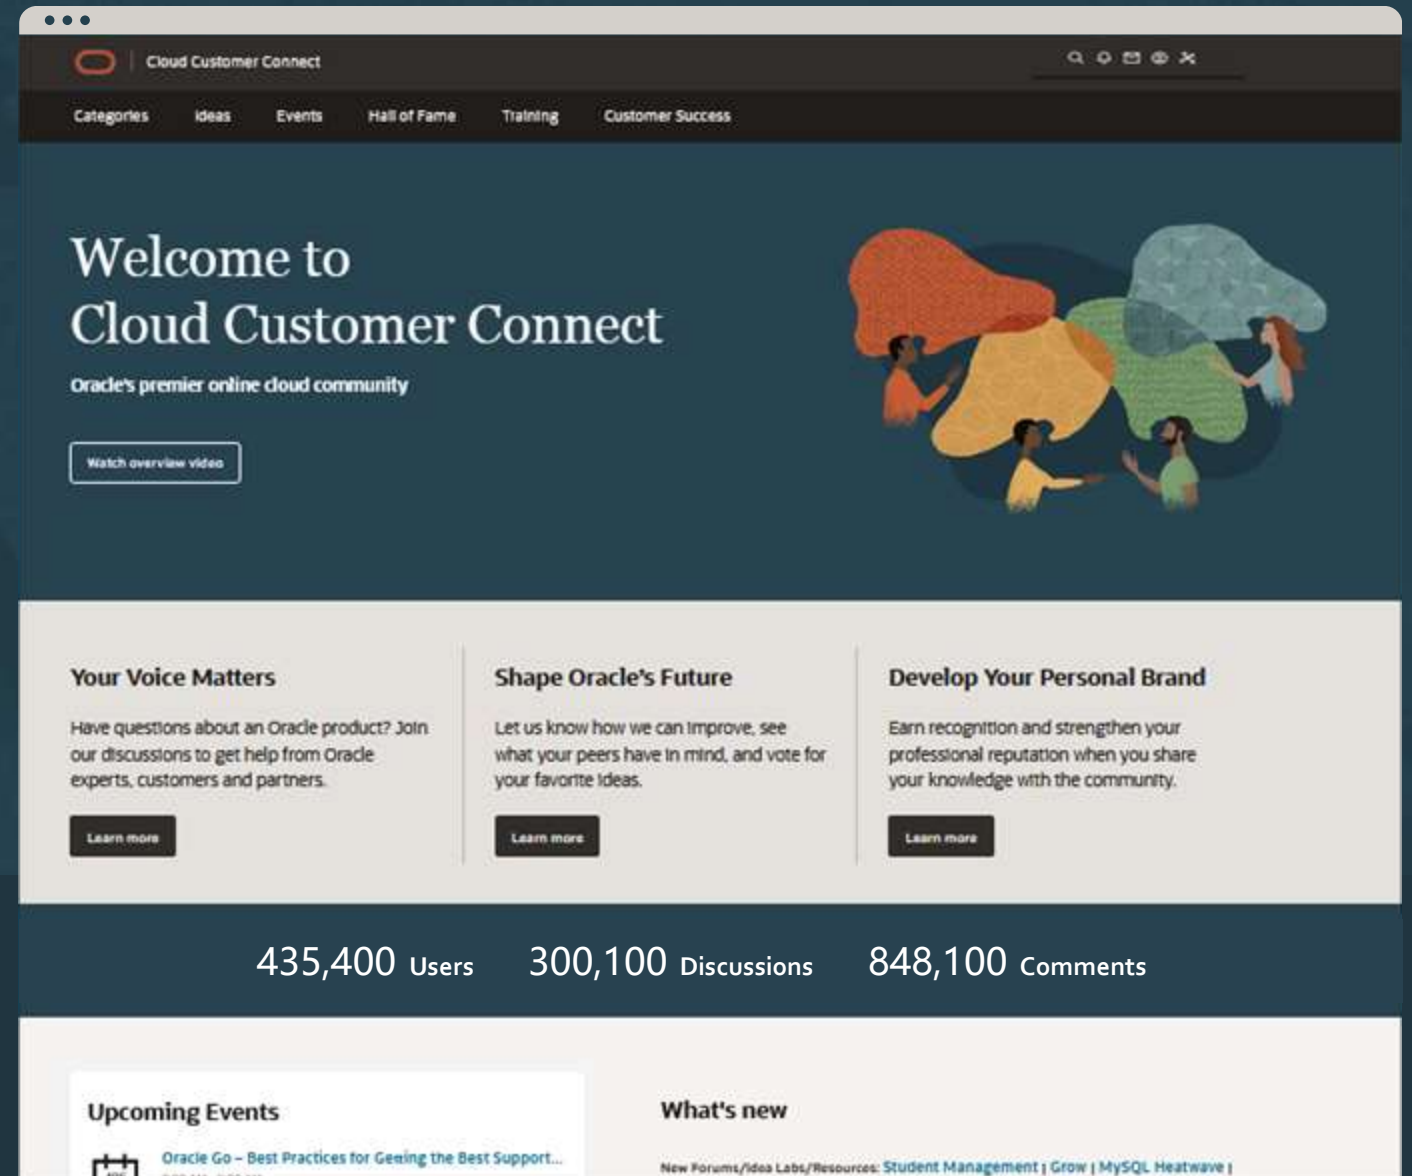 Cloud Customer Connect
Categories Ideas Events Hall of Fame Training Customer Success
Welcome to
Cloud Customer Connect
Oracle's premier online cloud community
Watch overview video
Your Voice Matters
Have questions about an Oracle product? Join
our discussions to get help from Oracle
experts, customers and partners.
Learn more
Shape Oracle's Future
Let us know how we can improve, see
what your peers have in mind, and vote for
your favorite ideas.
Learn more
Develop Your Personal Brand
Earn recognition and strengthen your
professional reputation when you share
your knowledge with the community.
Learn more
435,400 Users 300,100 Discussions 848,100 Comments
Upcoming Events
Oracle Go – Best Practices for Getting the Best Support...
What's new
New Forums/Idea Labs/Resources: Student Management | Grow | MySQL Heatwave |